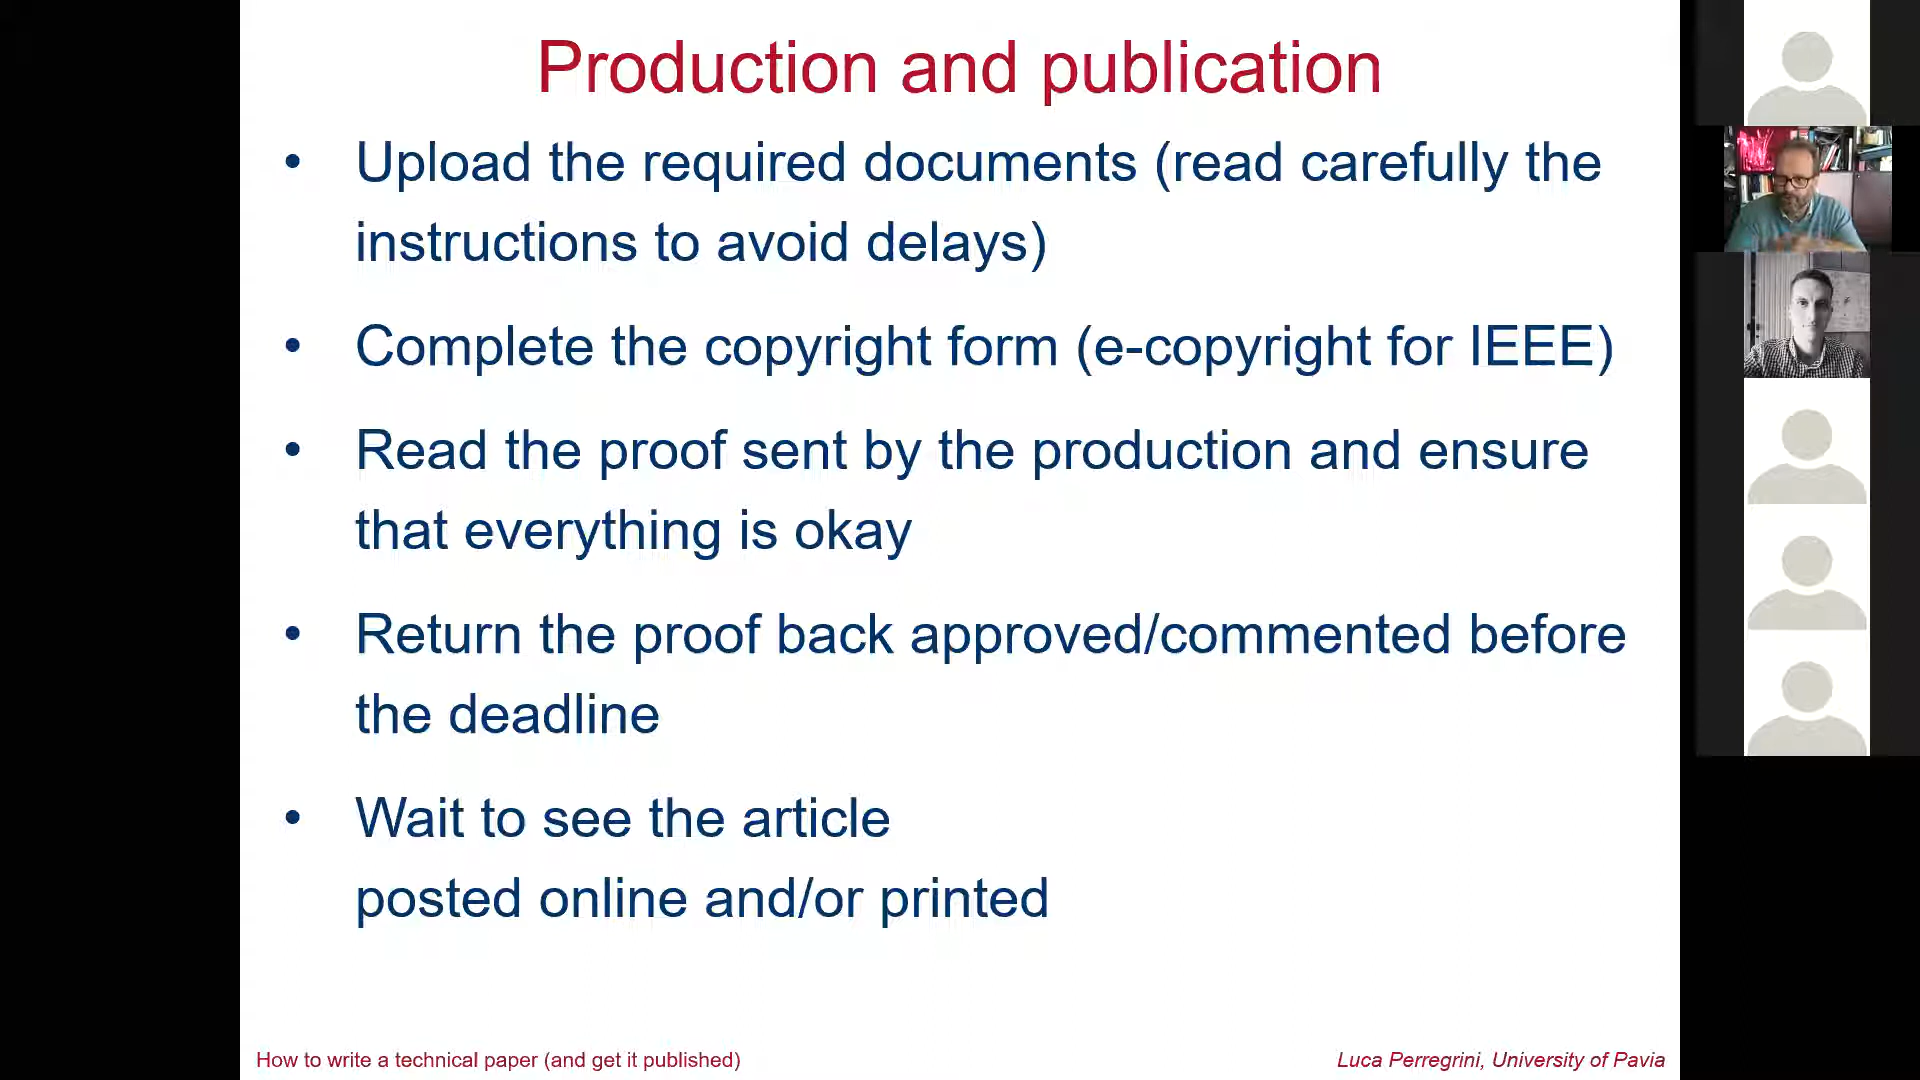 Production and publication
• Upload the required documents (read carefully the
instructions to avoid delays)
• Complete the copyright form (e-copyright for IEEE)
• Read the proof sent by the production and ensure
that everything is okay
• Return the proof back approved/commented before
the deadline
• Wait to see the article
posted online and/or printed
How to write a technical paper (and get it published)
Luca Perregrini, University of Pavia